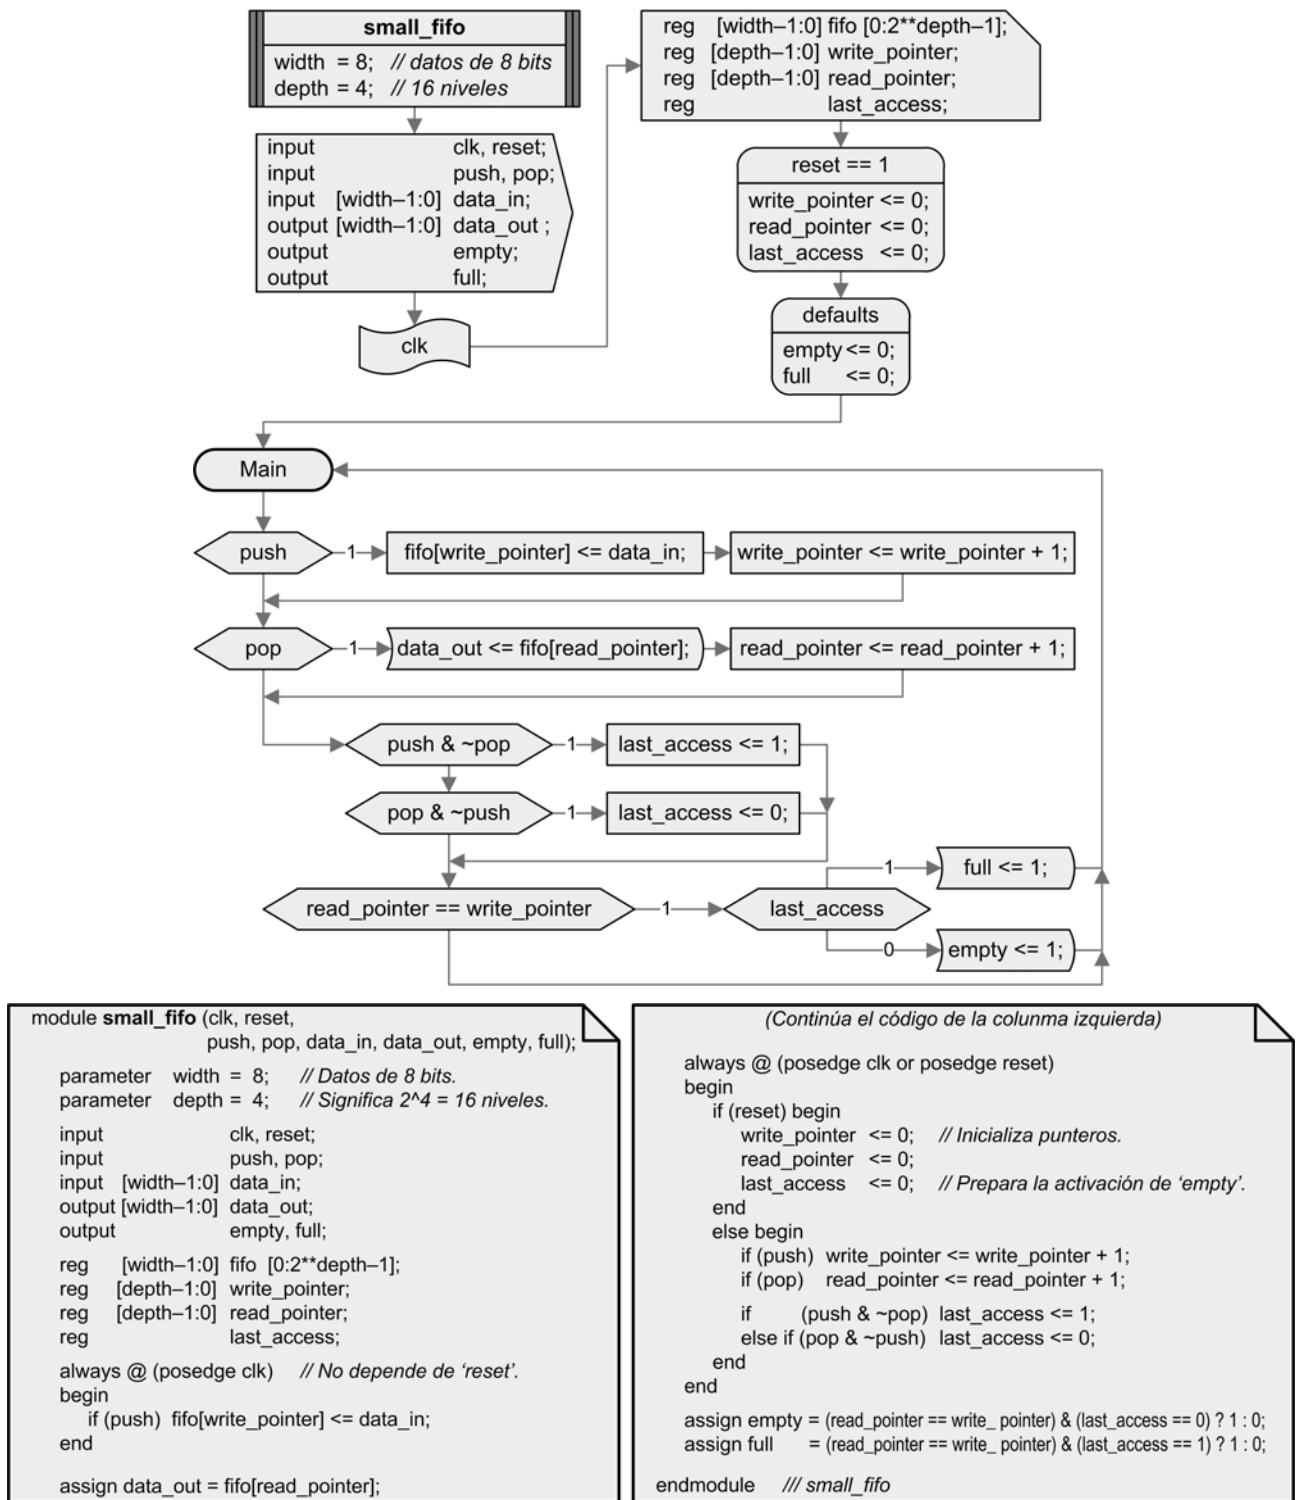 small_fifo
width = 8; // datos de 8 bits
depth = 4; // 16 niveles
input clk, reset;
input push, pop;
input [width–1:0] data_in;
output [width–1:0] data_out ;
output empty;
output full;
clk
reg [width–1:0] fifo [0:2**depth–1];
reg [depth–1:0] write_pointer;
reg [depth–1:0] read_pointer;
reg last_access;
reset == 1
write_pointer <= 0;
read_pointer <= 0;
last_access <= 0;
defaults
empty <= 0;
full <= 0;
Main
push
1
fifo[write_pointer] <= data_in;
write_pointer <= write_pointer + 1;
pop
1
data_out <= fifo[read_pointer];
read_pointer <= read_pointer + 1;
push & ~pop
1
last_access <= 1;
pop & ~push
1
last_access <= 0;
read_pointer == write_pointer
1
last_access
1
full <= 1;
0
empty <= 1;
module small_fifo (clk, reset,
push, pop, data_in, data_out, empty, full);
parameter width = 8; // Datos de 8 bits.
parameter depth = 4; // Significa 2^4 = 16 niveles.
input clk, reset;
input push, pop;
input [width–1:0] data_in;
output [width–1:0] data_out;
output empty, full;
reg [width–1:0] fifo [0:2**depth–1];
reg [depth–1:0] write_pointer;
reg [depth–1:0] read_pointer;
reg last_access;
always @ (posedge clk) // No depende de ‘reset’.
begin
if (push) fifo[write_pointer] <= data_in;
end
assign data_out = fifo[read_pointer];
(Continúa el código de la colunma izquierda)
always @ (posedge clk or posedge reset)
begin
if (reset) begin
write_pointer <= 0; // Inicializa punteros.
read_pointer <= 0;
last_access <= 0; // Prepara la activación de ‘empty’.
end
else begin
if (push) write_pointer <= write_pointer + 1;
if (pop) read_pointer <= read_pointer + 1;
if (push & ~pop) last_access <= 1;
else if (pop & ~push) last_access <= 0;
end
end
assign empty = (read_pointer == write_ pointer) & (last_access == 0) ? 1 : 0;
assign full = (read_pointer == write_ pointer) & (last_access == 1) ? 1 : 0;
endmodule /// small_fifo